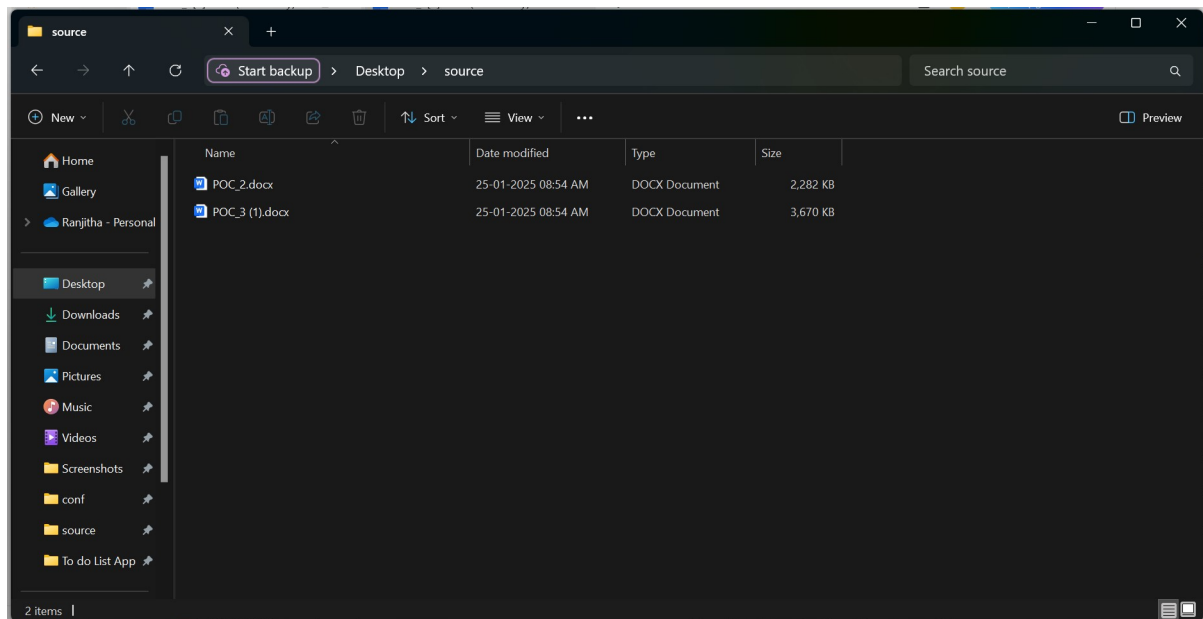 source
Start backup > Desktop > source
Search source
New
Sort
View
Preview
Name Date modified Type Size
POC_2.docx 25-01-2025 08:54 AM DOCX Document 2,282 KB
POC_3 (1).docx 25-01-2025 08:54 AM DOCX Document 3,670 KB
Home
Gallery
Ranjitha - Personal
Desktop
Downloads
Documents
Pictures
Music
Videos
Screenshots
conf
source
To do List App
2 items